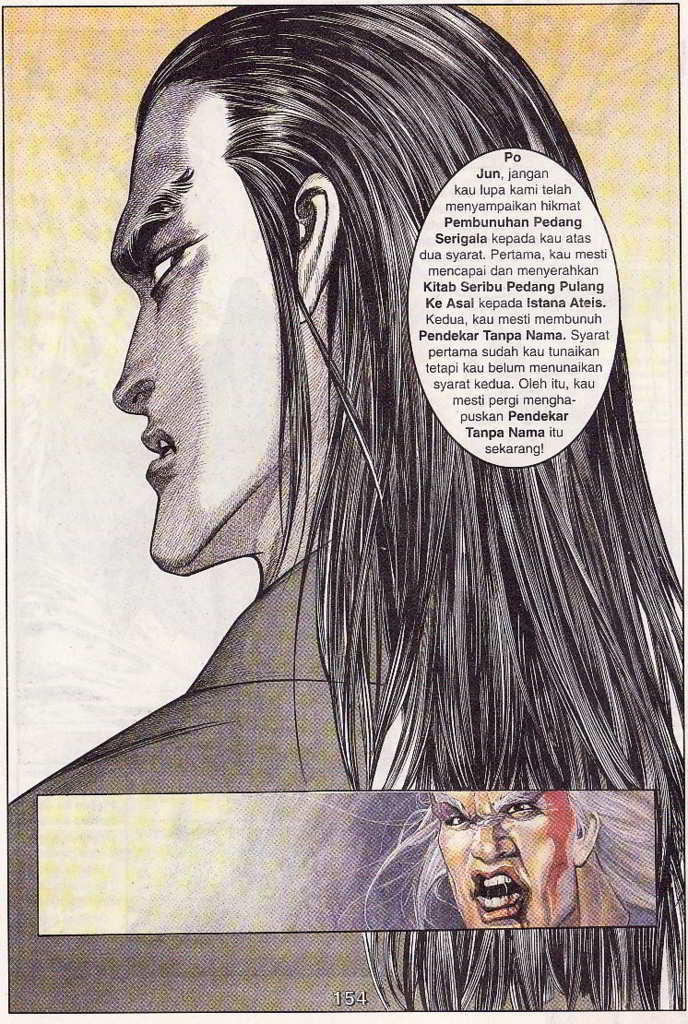 Po
Jun, jangan
kau lupa kami telah
menyampaikan hikmat
Pembunuhan Pedang
Serigala kepada kau atas
dua syarat. Pertama, kau mesti
mencapai dan menyerahkan
Kitab Seribu Pedang Pulang
Ke Asal kepada Istana Ateis.
Kedua, kau mesti membunuh
Pendekar Tanpa Nama. Syarat
pertama sudah kau tunaikan
tetapi kau belum menunaikan
syarat kedua. Oleh itu, kau
mesti pergi mengha-
puskan Pendekar
Tanpa Nama itu
sekarang!
154